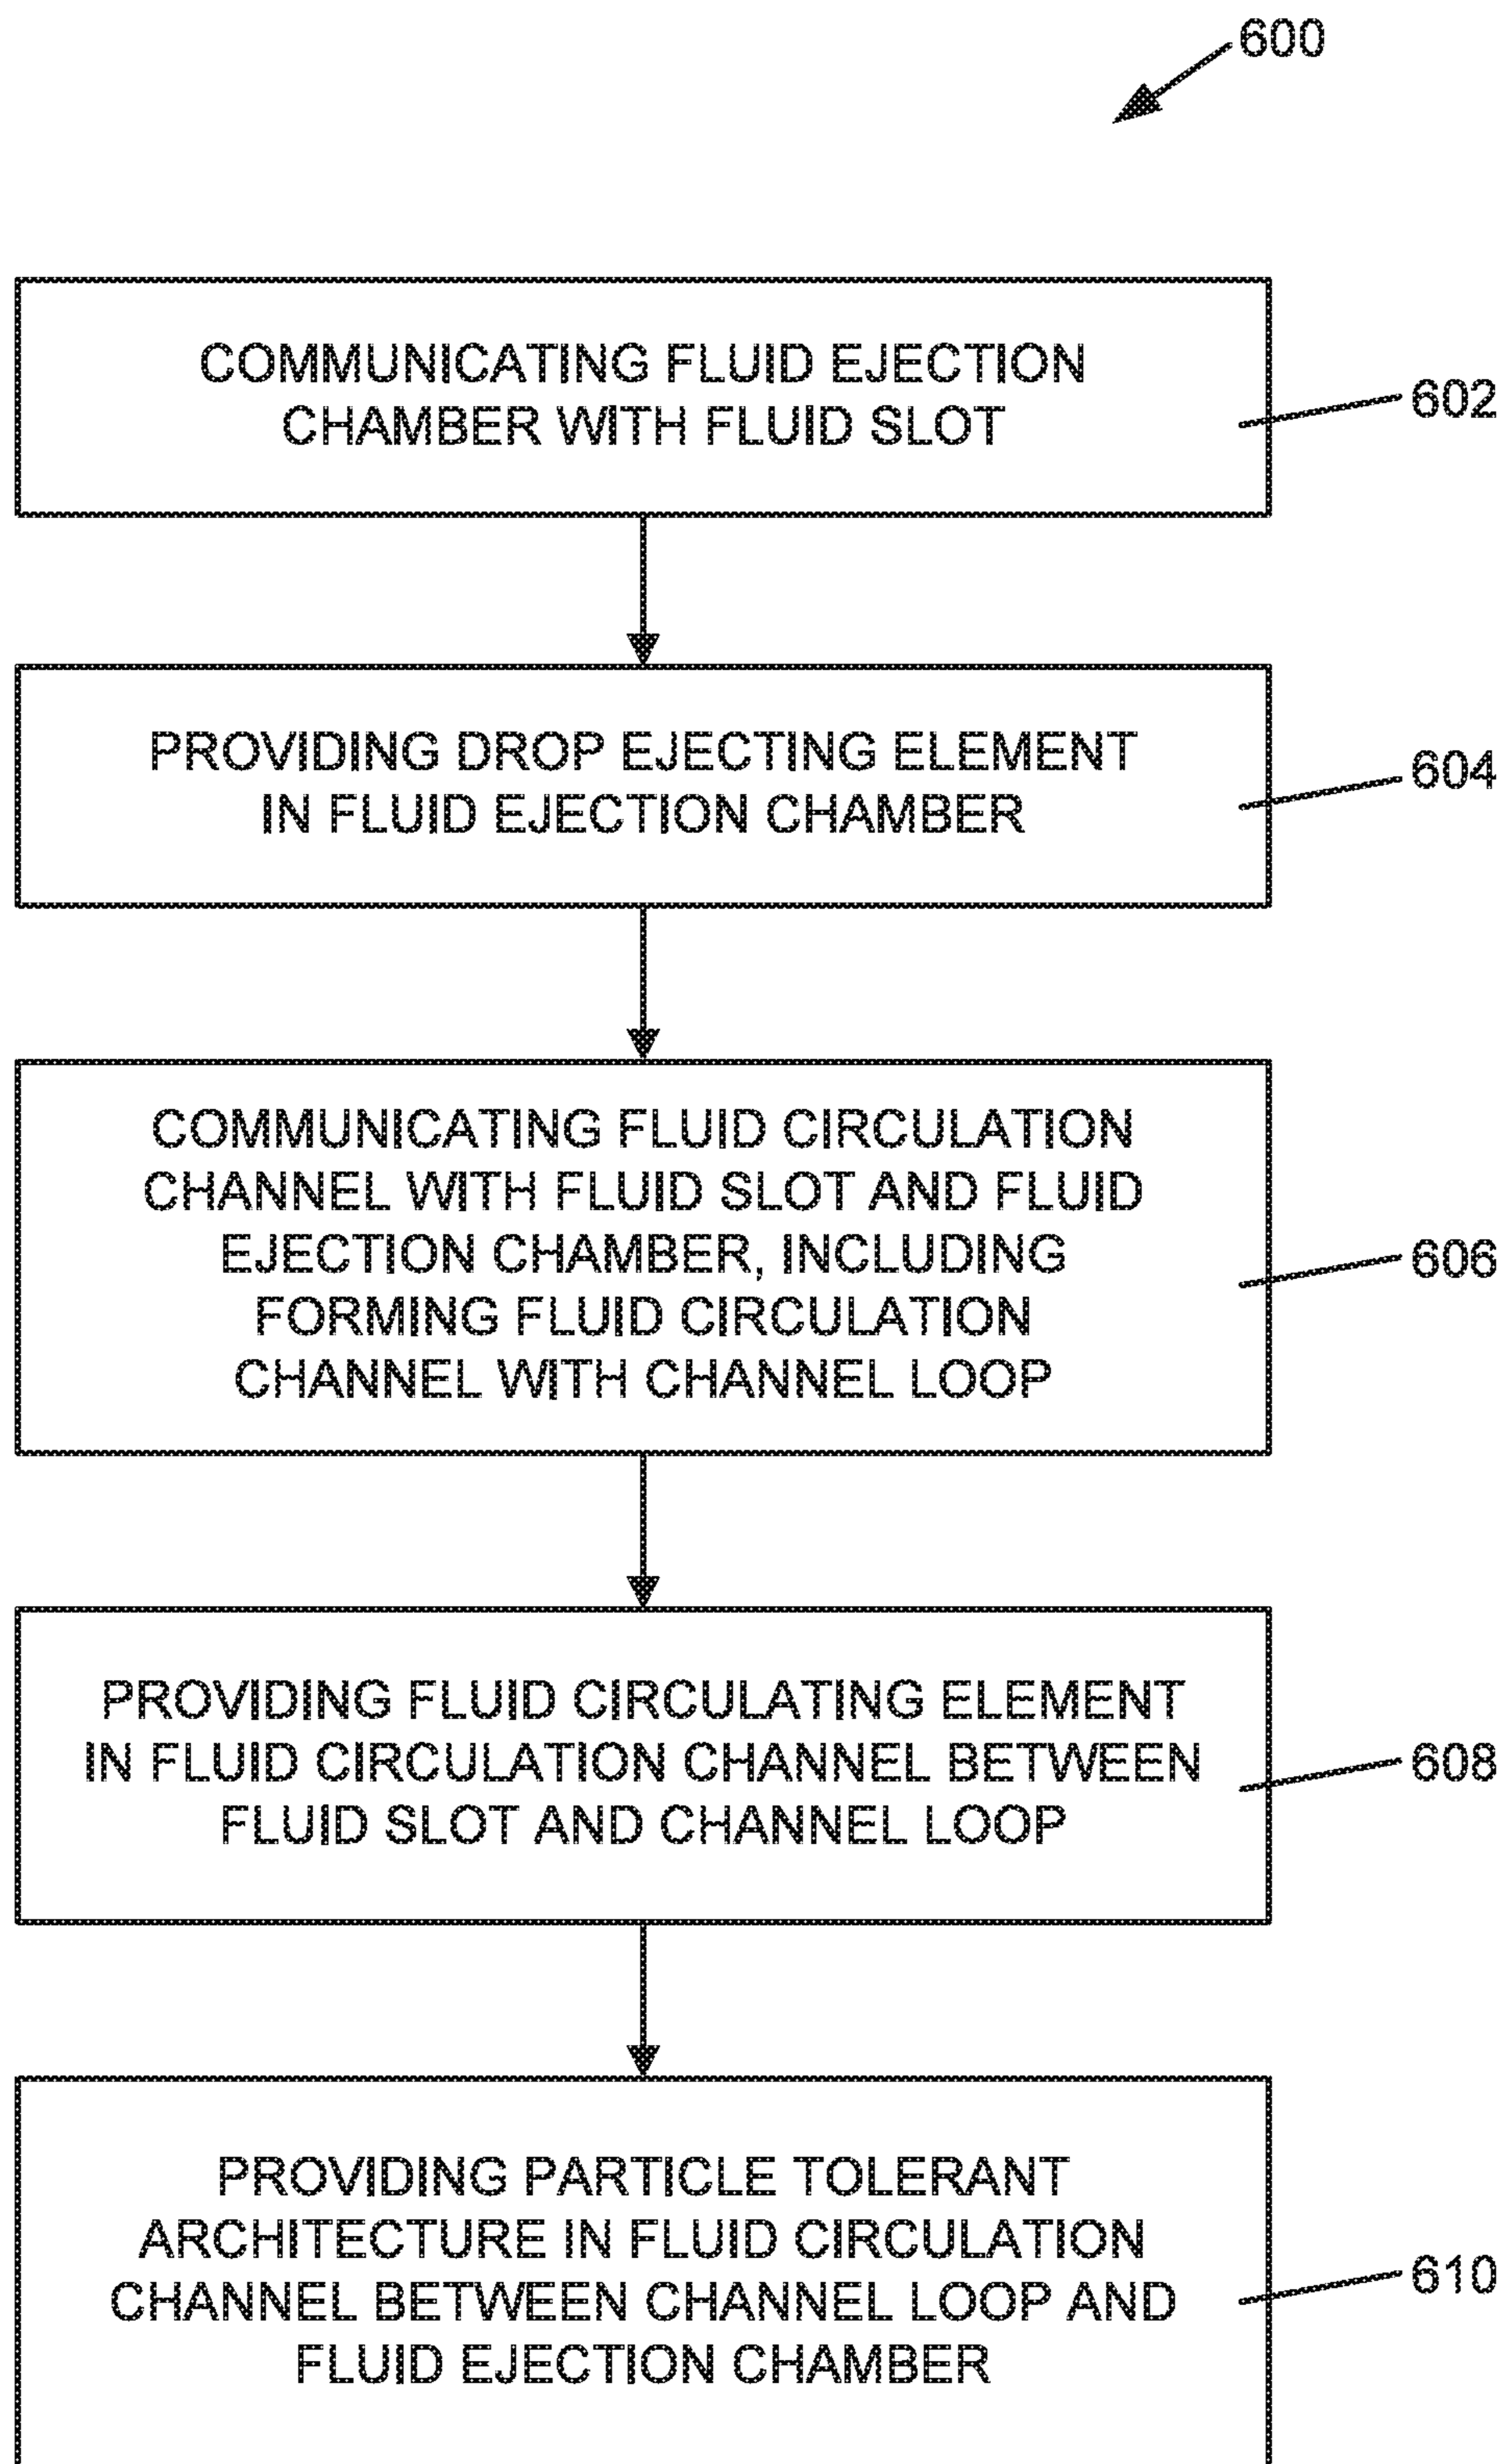 600
COMMUNICATING FLUID EJECTION
CHAMBER WITH FLUID SLOT
602
PROVIDING DROP EJECTING ELEMENT
IN FLUID EJECTION CHAMBER
604
COMMUNICATING FLUID CIRCULATION
CHANNEL WITH FLUID SLOT AND FLUID
EJECTION CHAMBER, INCLUDING
FORMING FLUID CIRCULATION
CHANNEL WITH CHANNEL LOOP
606
PROVIDING FLUID CIRCULATING ELEMENT
IN FLUID CIRCULATION CHANNEL BETWEEN
FLUID SLOT AND CHANNEL LOOP
608
PROVIDING PARTICLE TOLERANT
ARCHITECTURE IN FLUID CIRCULATION
CHANNEL BETWEEN CHANNEL LOOP AND
FLUID EJECTION CHAMBER
610